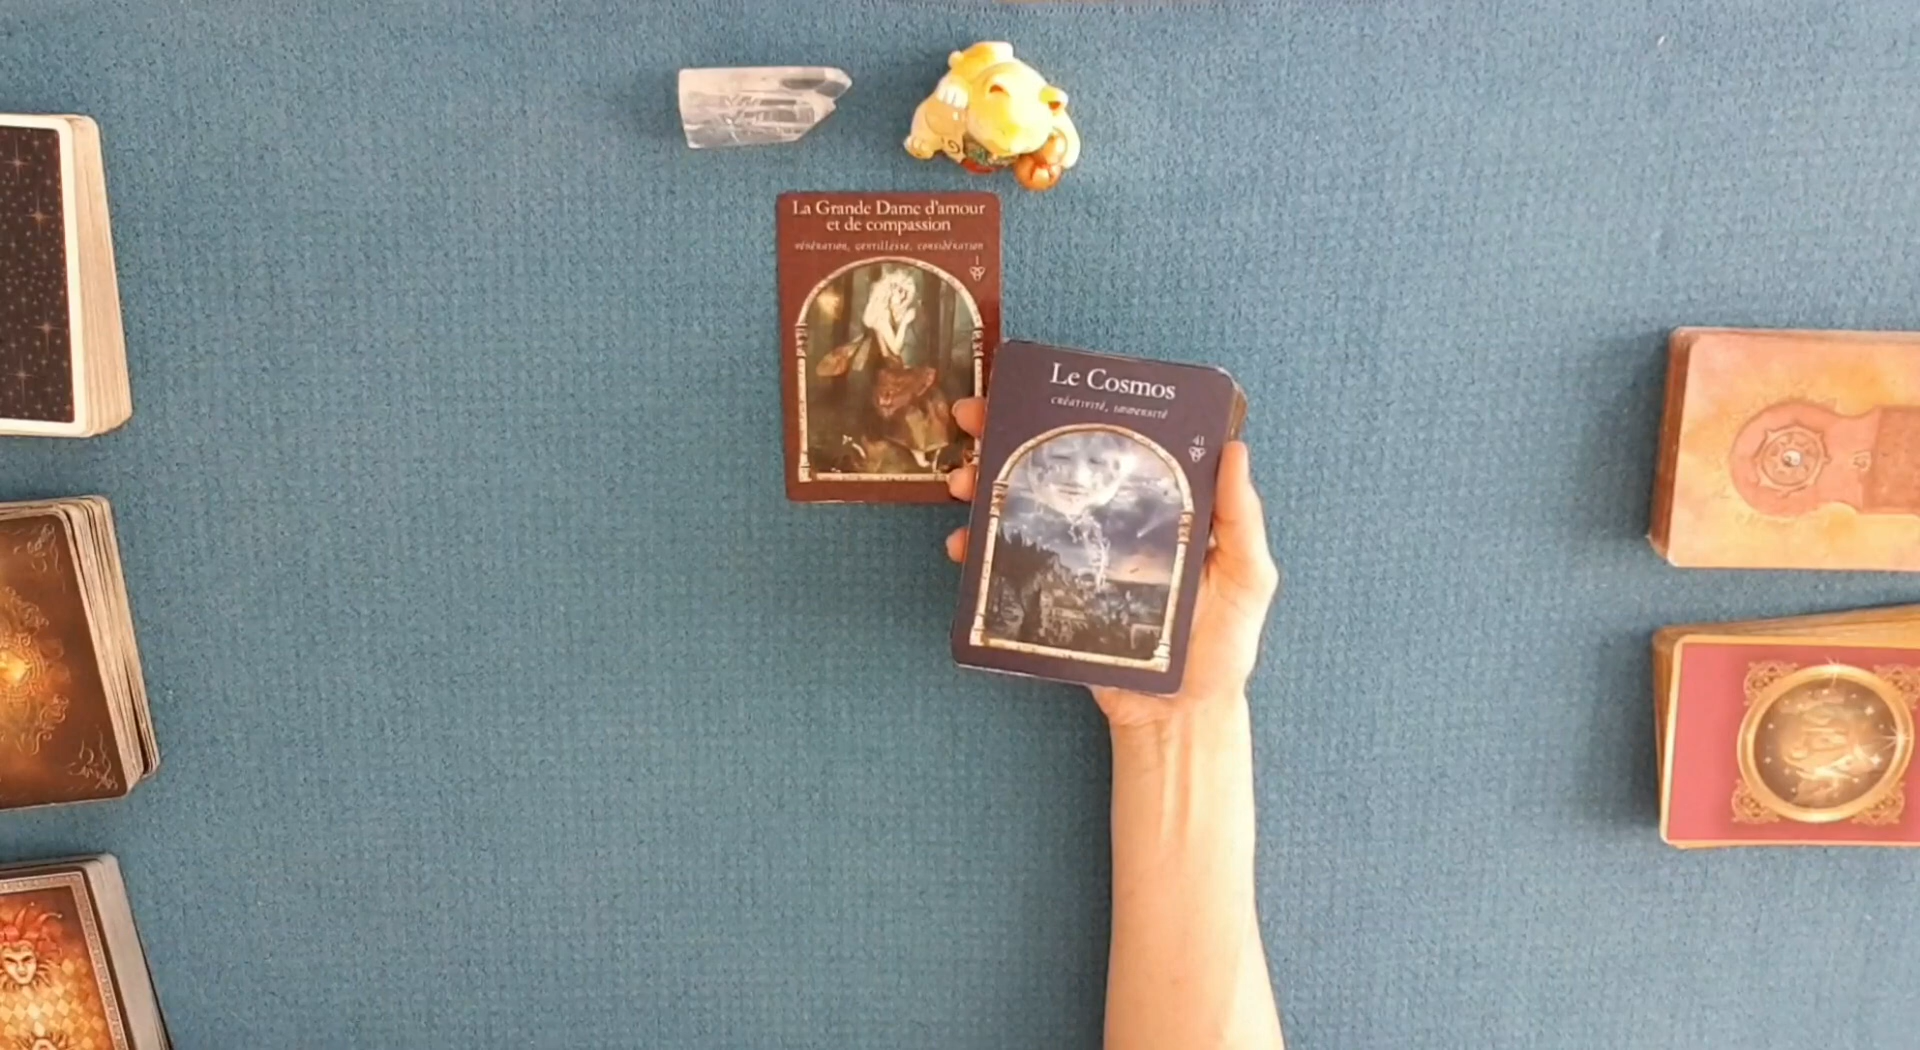 La Grande Dame d'amour
et de compassion
vénération, gentillesse, considération
1
Le Cosmos
créativité, immensité
41